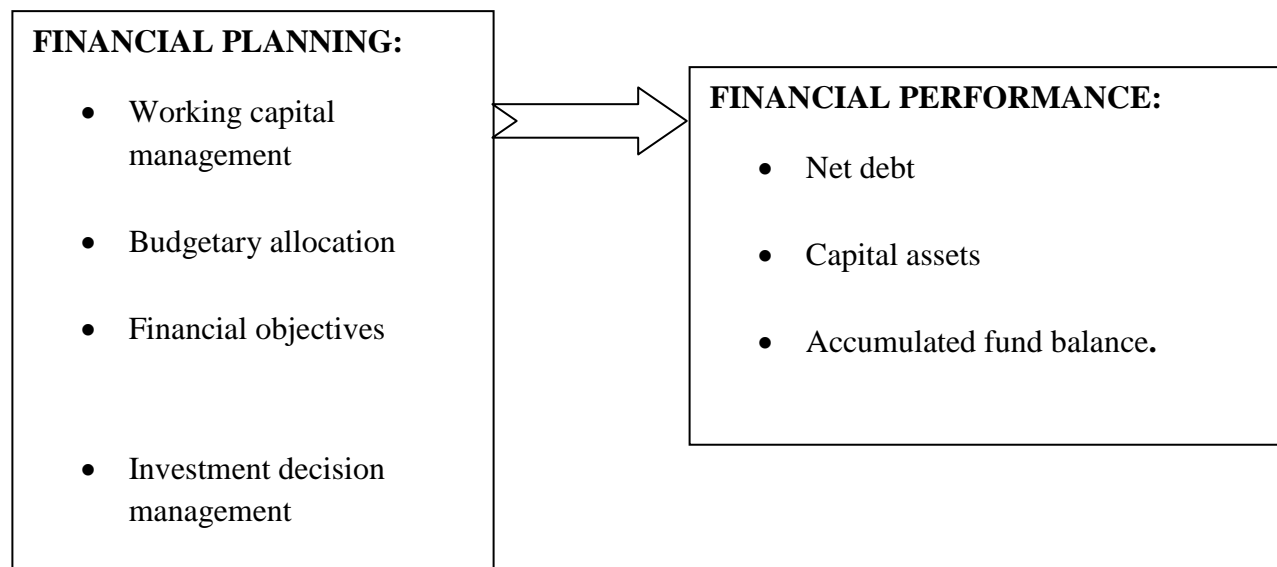 FINANCIAL PLANNING:
• Working capital
management
• Budgetary allocation
• Financial objectives
• Investment decision
management
FINANCIAL PERFORMANCE:
• Net debt
• Capital assets
• Accumulated fund balance.